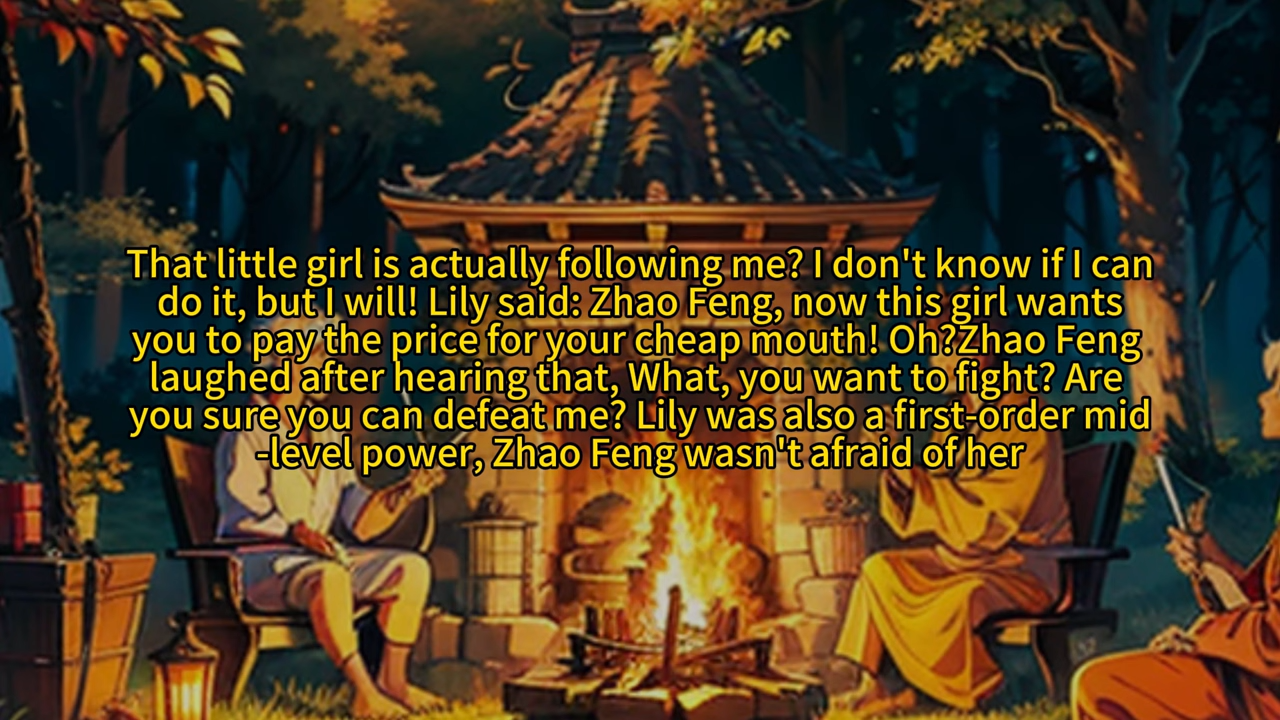 That little girl is actually following me? I don't know if I can
do it, but I will! Lily said: Zhao Feng, now this girl wants
you to pay the price for your cheap mouth! Oh?Zhao Feng
laughed after hearing that, What, you want to fight? Are
you sure you can defeat me? Lily was also a first-order mid
-level power, Zhao Feng wasn't afraid of her